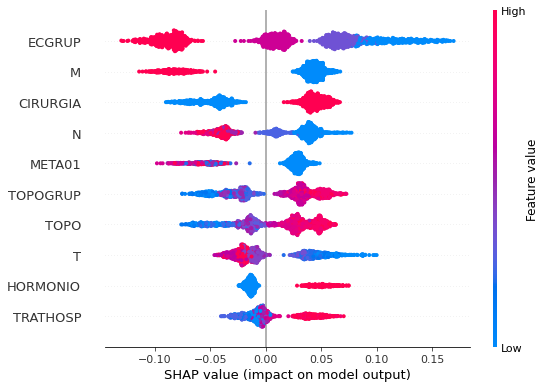 High
ECGRUP
M
CIRURGIA
N
META01
TOPOGRUP
TOPO
T
HORMONIO
TRATHOSP
Feature value
Low
−0.10 −0.05 0.00 0.05 0.10 0.15
SHAP value (impact on model output)